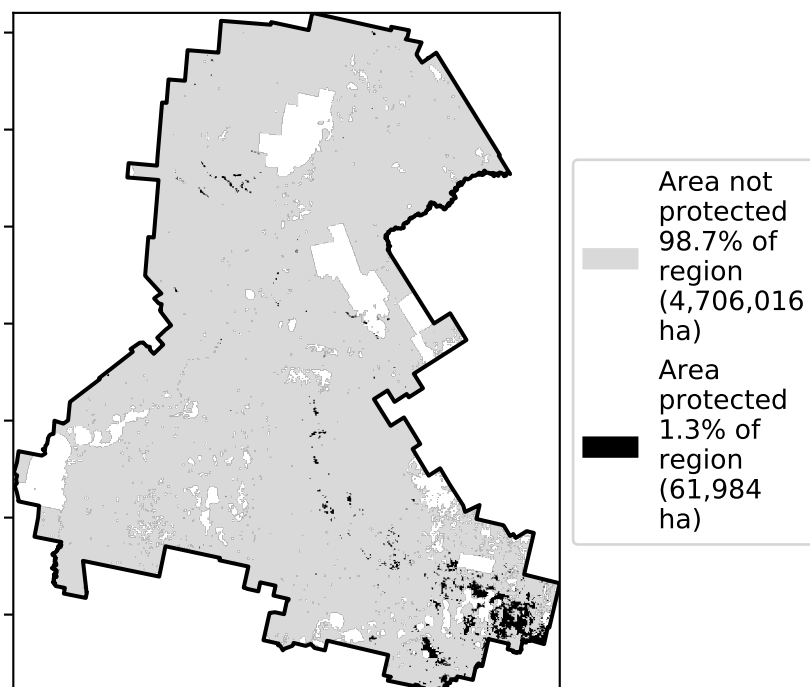 Area not
protected
98.7% of
region
(4,706,016
ha)
Area
protected
1.3% of
region
(61,984
ha)